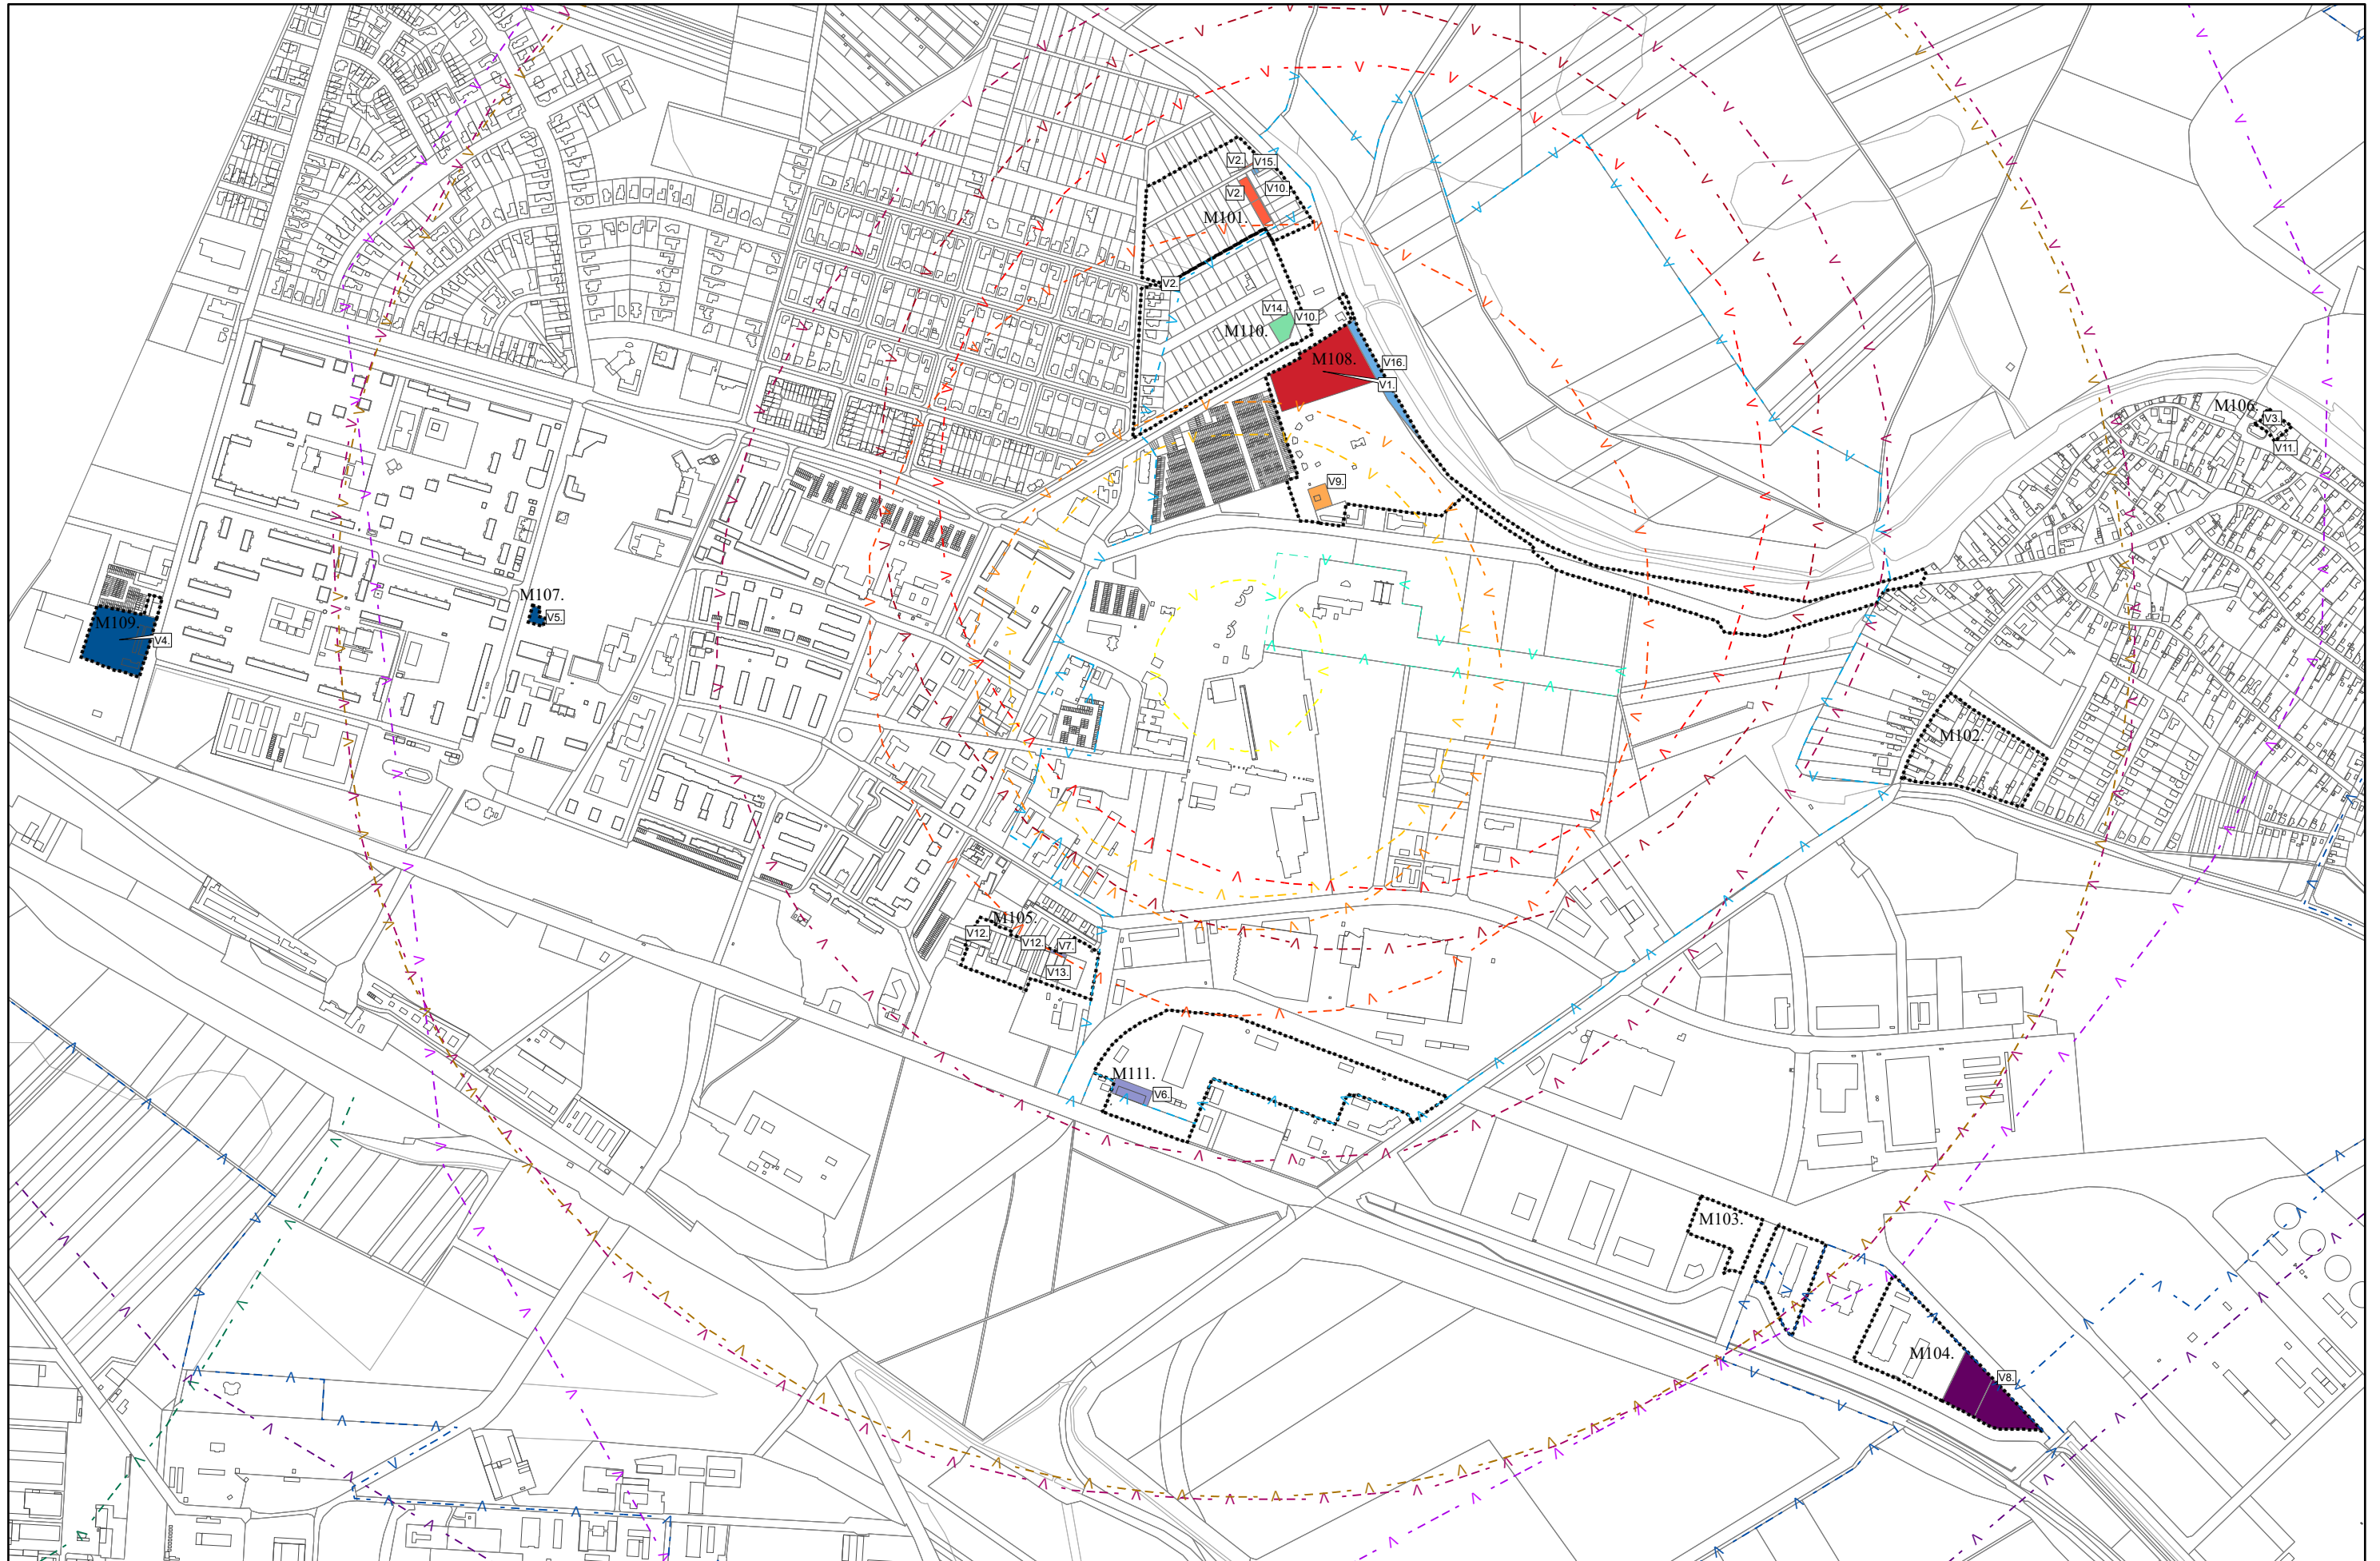 V2.
V15.
V2.
V10.
M101.
V2.
V14.
V10.
M110.
M108.
V16.
V1.
M106.
V3.
V11.
V9.
M107.
V5.
M109.
V4.
M102.
M105.
V12.
V12.
V7.
V13.
M111.
V6.
M103.
M104.
V8.